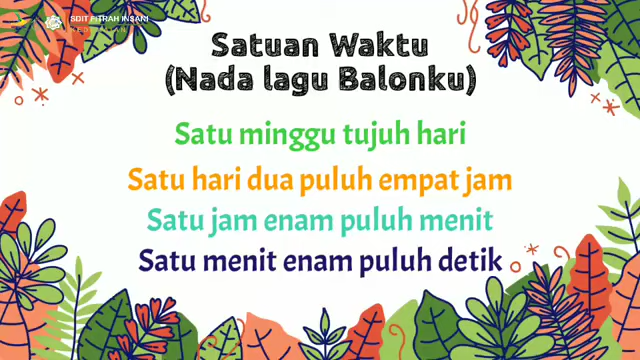 SDIT FITRAH INSANI
Satuan Waktu
(Nada lagu Balonku)
Satu minggu tujuh hari
Satu hari dua puluh empat jam
Satu jam enam puluh menit
Satu menit enam puluh detik